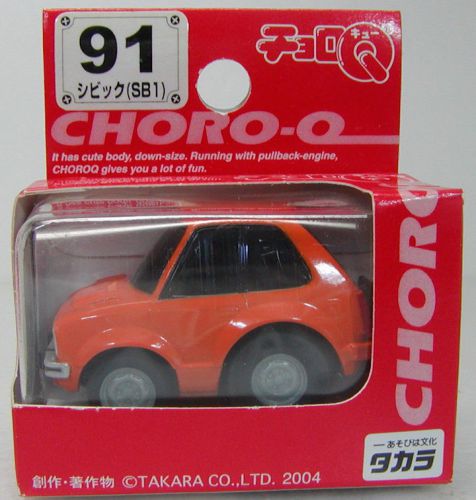 91
シビック(SB1)
チョロQ
キュー
CHORO-Q
It has cute body, down-size. Running with pullback-engine,
CHOROQ gives you a lot of fun.
CHORO
あそびは文化
タカラ
創作・著作物 ©TAKARA CO.,LTD. 2004